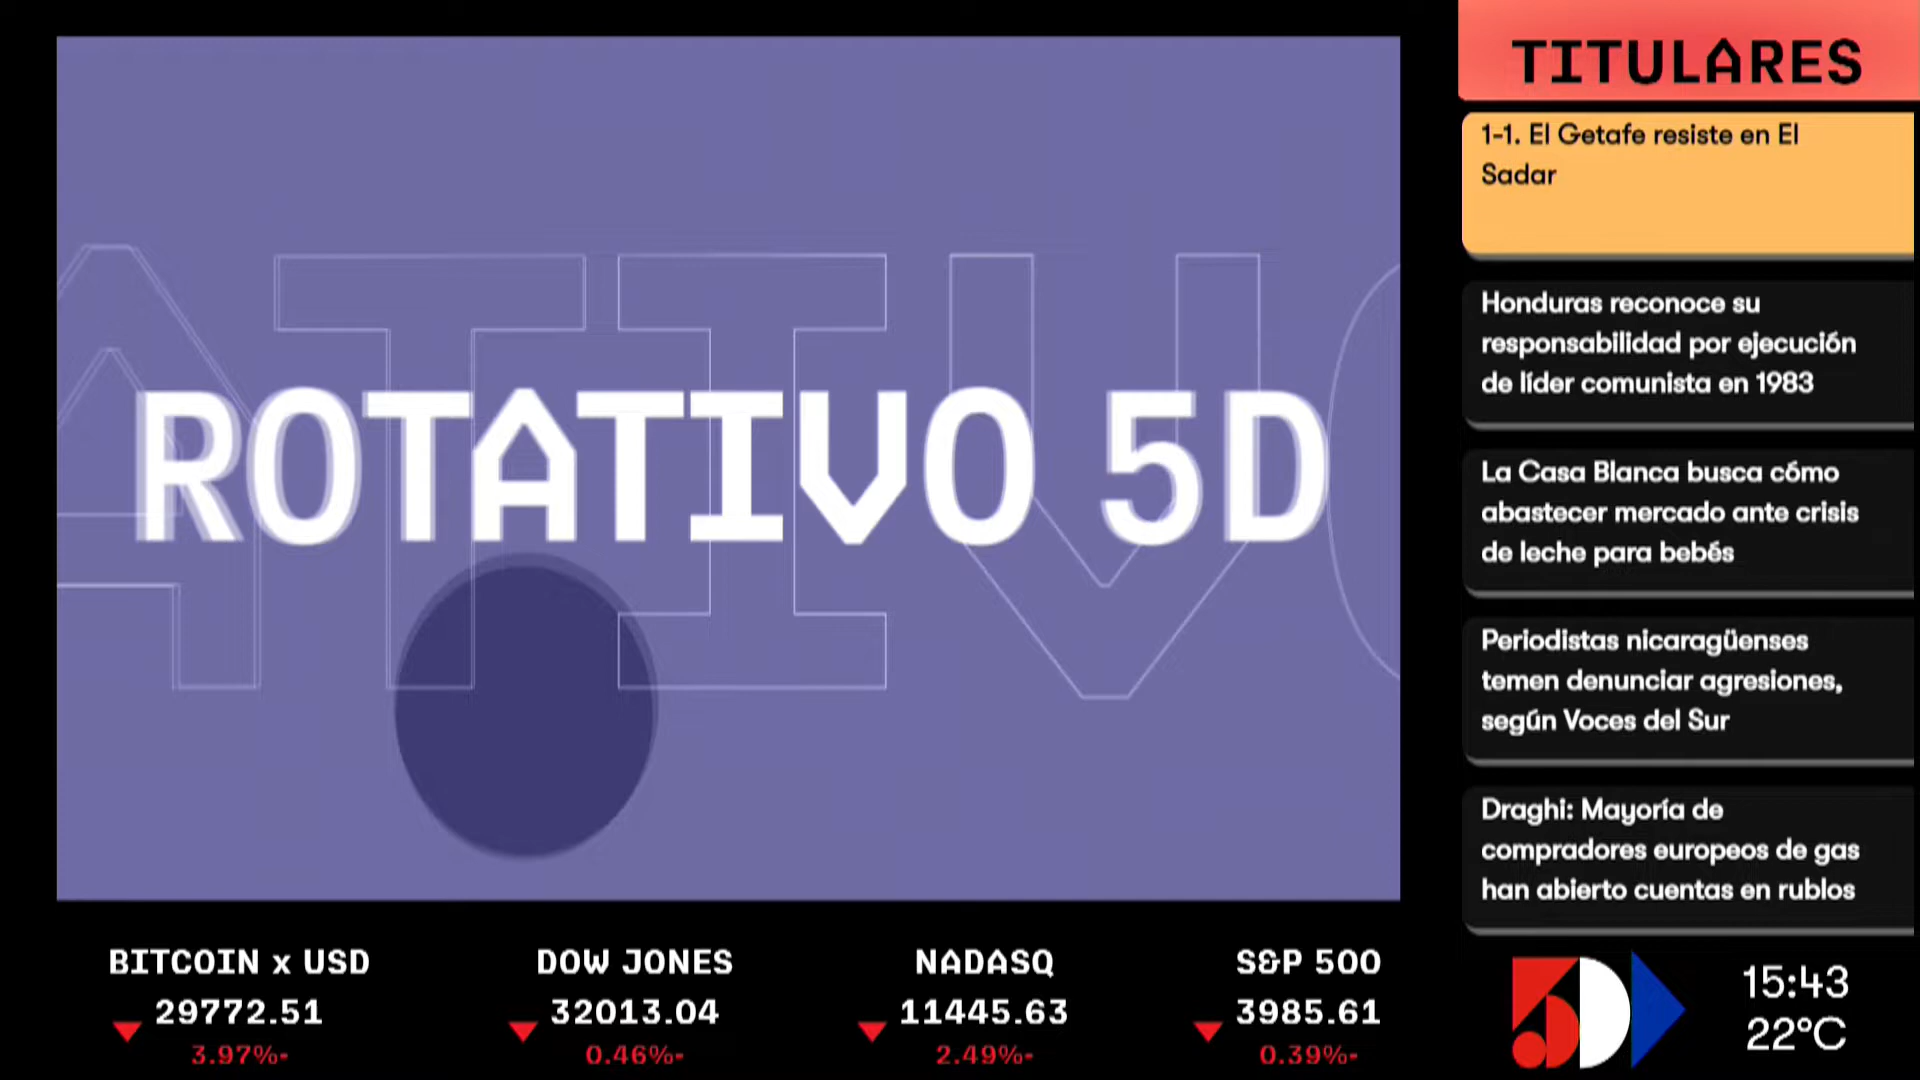 TITULARES
1-1. El Getafe resiste en El
Sadar
Honduras reconoce su
responsabilidad por ejecución
de líder comunista en 1983
La Casa Blanca busca cómo
abastecer mercado ante crisis
de leche para bebés
Periodistas nicaragüenses
temen denunciar agresiones,
según Voces del Sur
Draghi: Mayoría de
compradores europeos de gas
han abierto cuentas en rublos
ATIVO
ROTATIVO 5D
BITCOIN x USD
29772.51
3.97%-
DOW JONES
32013.04
0.46%-
NADASQ
11445.63
2.49%-
S&P 500
3985.61
0.39%-
5D
15:43
22°C